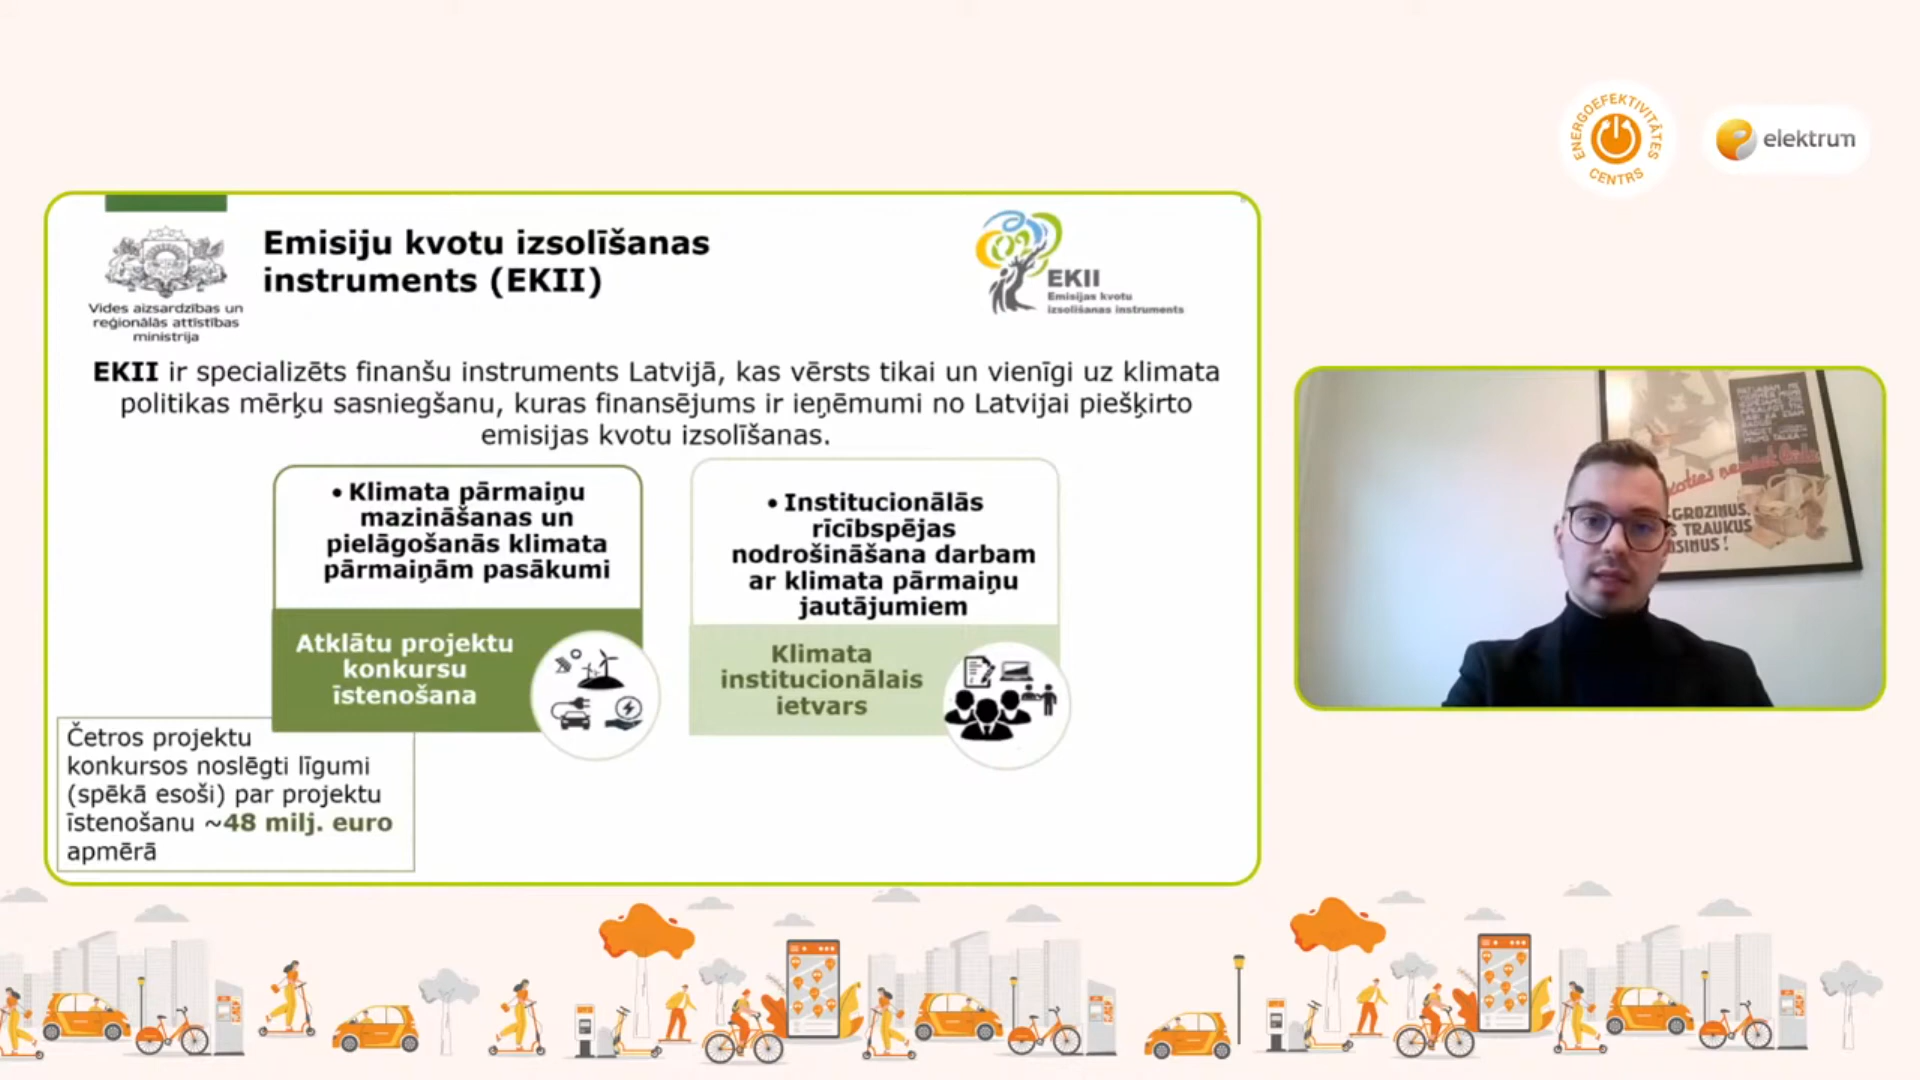 ENERGOEFEKTIVITĀTES
CENTRS
elektrum
Emisiju kvotu izsolīšanas
instruments (EKII)
Vides aizsardzības un
reģionālās attīstības
ministrija
EKII
Emisijas kvotu
izsolīšanas instruments
EKII ir specializēts finanšu instruments Latvijā, kas vērsts tikai un vienīgi uz klimata
politikas mērķu sasniegšanu, kuras finansējums ir ieņēmumi no Latvijai piešķirto
emisijas kvotu izsolīšanas.
• Klimata pārmaiņu
mazināšanas un
pielāgošanās klimata
pārmaiņām pasākumi
Atklātu projektu
konkursu
īstenošana
• Institucionālās
rīcībspējas
nodrošināšana darbam
ar klimata pārmaiņu
jautājumiem
Klimata
institucionālais
ietvars
Četros projektu
konkursos noslēgti līgumi
(spēkā esoši) par projektu
īstenošanu ~48 milj. euro
apmērā
TRAUKUS